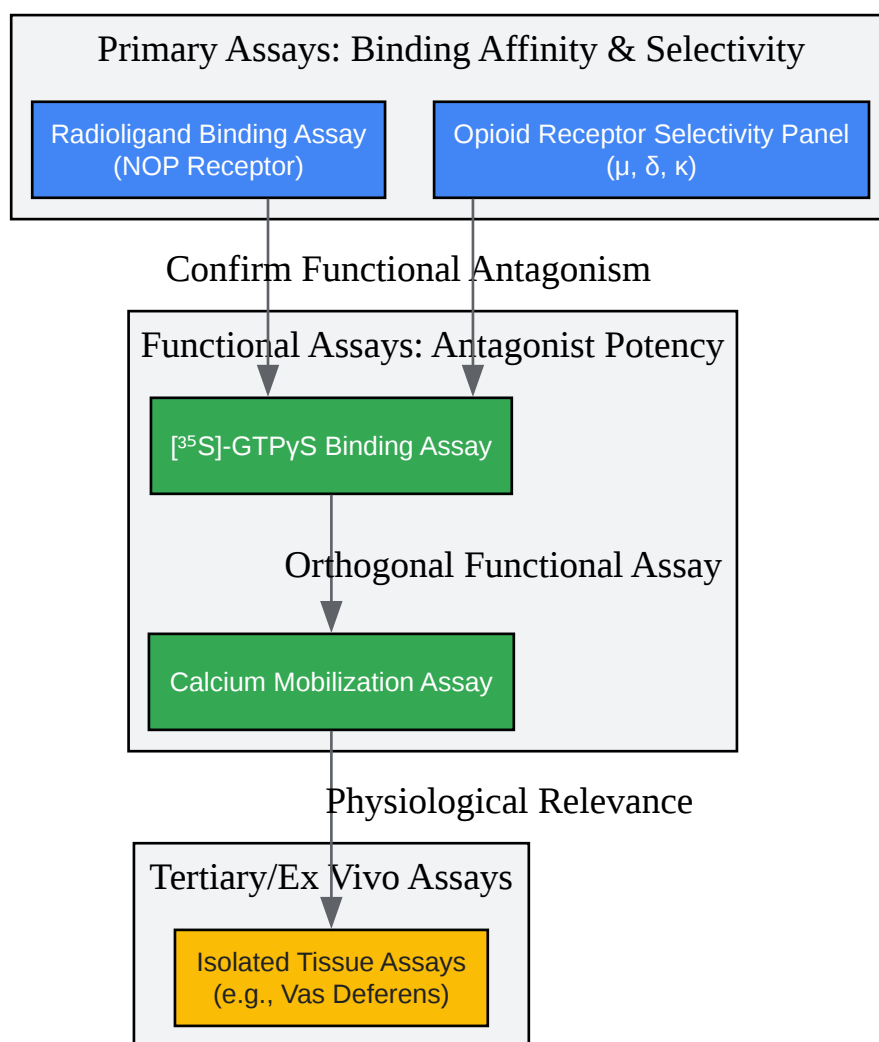 Primary Assays: Binding Affinity & Selectivity
Radioligand Binding Assay
(NOP Receptor)
Opioid Receptor Selectivity Panel
(μ, δ, κ)
Confirm Functional Antagonism
Functional Assays: Antagonist Potency
[³⁵S]-GTPγS Binding Assay
Orthogonal Functional Assay
Calcium Mobilization Assay
Physiological Relevance
Tertiary/Ex Vivo Assays
Isolated Tissue Assays
(e.g., Vas Deferens)